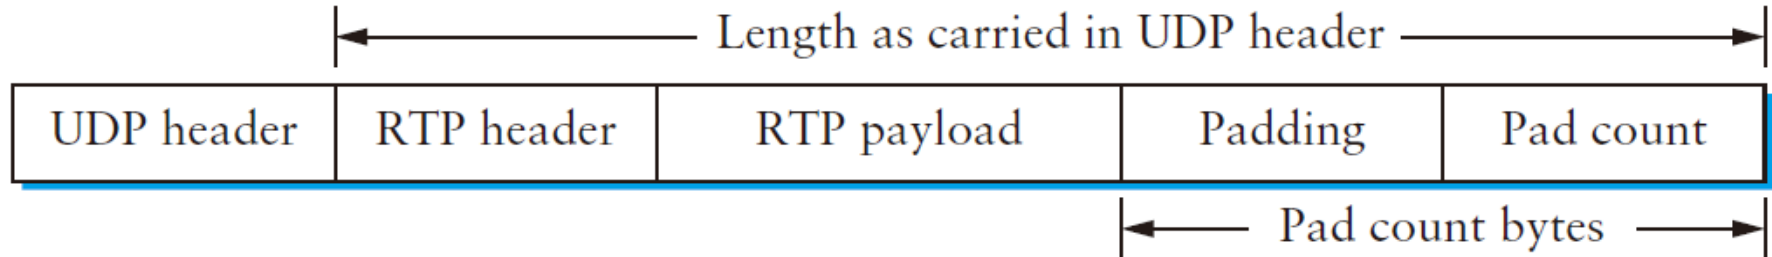 Length as carried in UDP header
UDP header RTP header RTP payload Padding Pad count
Pad count bytes